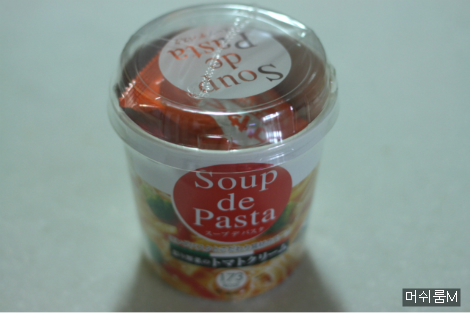 Soup
de
Pasta
Soup
de
Pasta
スープ デ パスタ
トマトクリーム
173
머쉬룸M